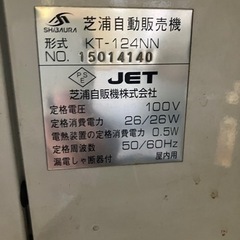 SHIBAURA
芝浦自動販売機
形式 KT-124NN
NO. 15014140
PSE
JET
芝浦自販機株式会社
定格電圧 100V
定格消費電力 26/26W
電熱装置の定格消費電力 0.5W
定格周波数 50/60Hz
漏電しゃ断器付 屋内用